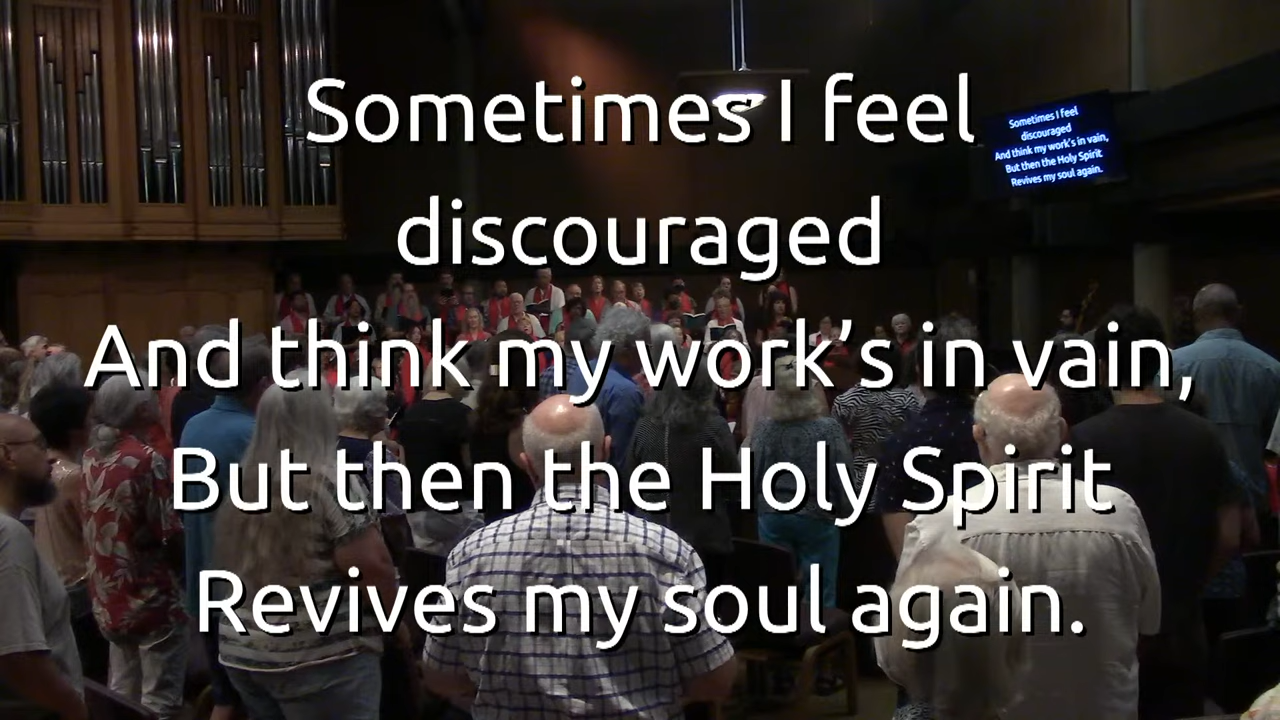 Sometimes I feel
discouraged
And think my work’s in vain,
But then the Holy Spirit
Revives my soul again.
Sometimes I feel
discouraged
And think my work's in vain,
But then the Holy Spirit
Revives my soul again.